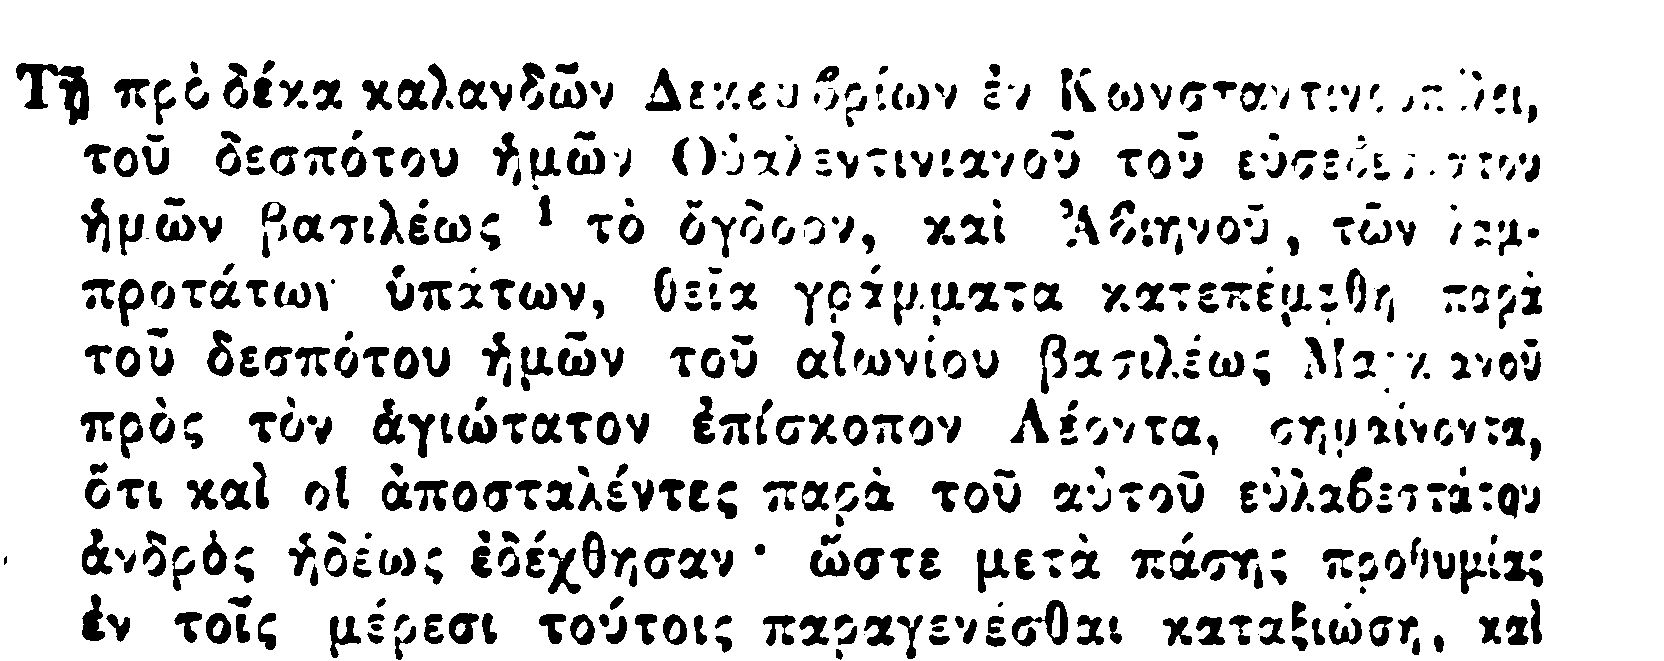 Τῇ πρὸ δέκα καλανδῶν Δεκεμβρίων ἐν Κωνσταντινουπόλει,
τοῦ δεσπότου ἡμῶν Οὐαλεντινιανοῦ τοῦ εὐσεβεστάτου
ἡμῶν βασιλέως ¹ τὸ ὄγδοον, καὶ Ἀβιηνοῦ, τῶν λαμ-
προτάτων ὑπάτων, θεῖα γράμματα κατεπέμφθη παρὰ
τοῦ δεσπότου ἡμῶν τοῦ αἰωνίου βασιλέως Μαρκιανοῦ
πρὸς τὸν ἁγιώτατον ἐπίσκοπον Λέοντα, σημαίνοντα,
ὅτι καὶ οἱ ἀποσταλέντες παρὰ τοῦ αὐτοῦ εὐλαβεστάτου
ἀνδρὸς ἡδέως ἐδέχθησαν · ὥστε μετὰ πάσης προθυμίας
ἐν τοῖς μέρεσι τούτοις παραγενέσθαι καταξιώσῃ, καὶ